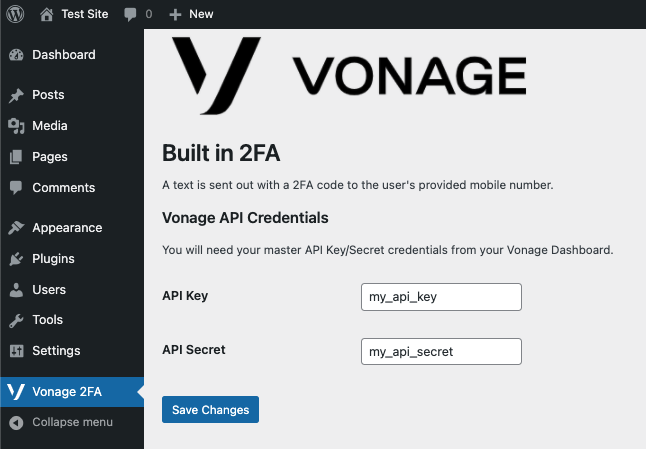 Test Site 0 New
Dashboard
Posts
Media
Pages
Comments
Appearance
Plugins
Users
Tools
Settings
Vonage 2FA
Collapse menu
VONAGE
Built in 2FA
A text is sent out with a 2FA code to the user's provided mobile number.
Vonage API Credentials
You will need your master API Key/Secret credentials from your Vonage Dashboard.
API Key my_api_key
API Secret my_api_secret
Save Changes